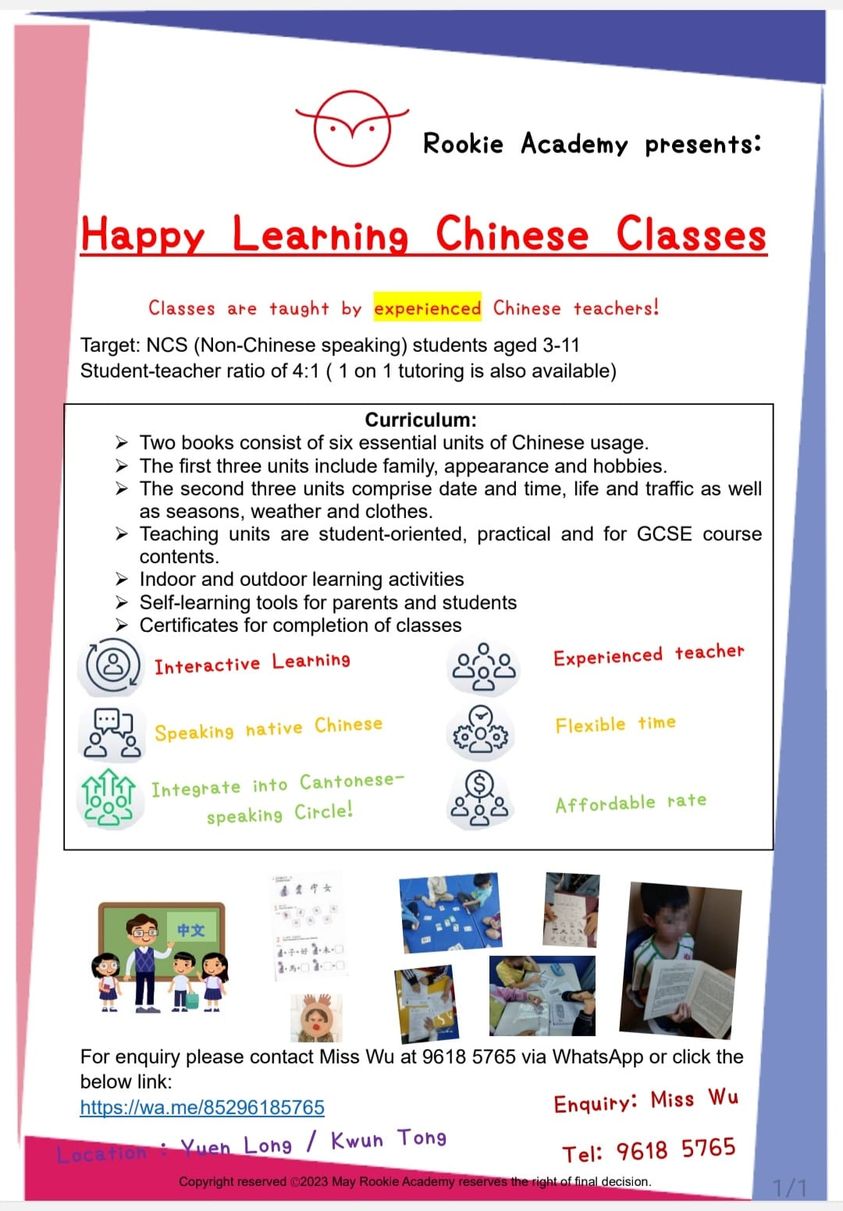 Rookie Academy presents:
Happy Learning Chinese Classes
Classes are taught by experienced Chinese teachers!
Target: NCS (Non-Chinese speaking) students aged 3-11
Student-teacher ratio of 4:1 ( 1 on 1 tutoring is also available)
Curriculum:
➢ Two books consist of six essential units of Chinese usage.
➢ The first three units include family, appearance and hobbies.
➢ The second three units comprise date and time, life and traffic as well
as seasons, weather and clothes.
➢ Teaching units are student-oriented, practical and for GCSE course
contents.
➢ Indoor and outdoor learning activities
➢ Self-learning tools for parents and students
➢ Certificates for completion of classes
Interactive Learning
Experienced teacher
Speaking native Chinese
Flexible time
Integrate into Cantonese-
speaking Circle!
Affordable rate
中文
For enquiry please contact Miss Wu at 9618 5765 via WhatsApp or click the
below link:
https://wa.me/85296185765
Enquiry: Miss Wu
Location : Yuen Long / Kwun Tong
Tel: 9618 5765
Copyright reserved ©2023 May Rookie Academy reserves the right of final decision.
1/1